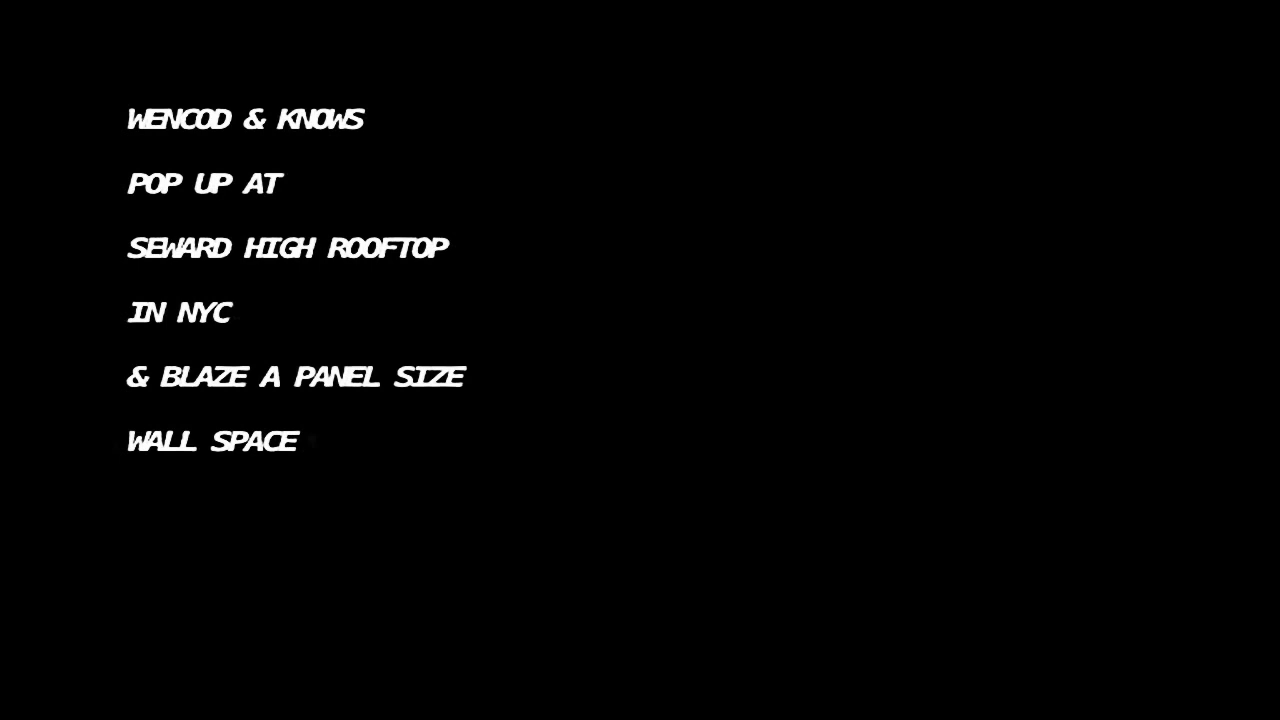 WENCOD & KNOWS
POP UP AT
SEWARD HIGH ROOFTOP
IN NYC
& BLAZE A PANEL SIZE
WALL SPACE